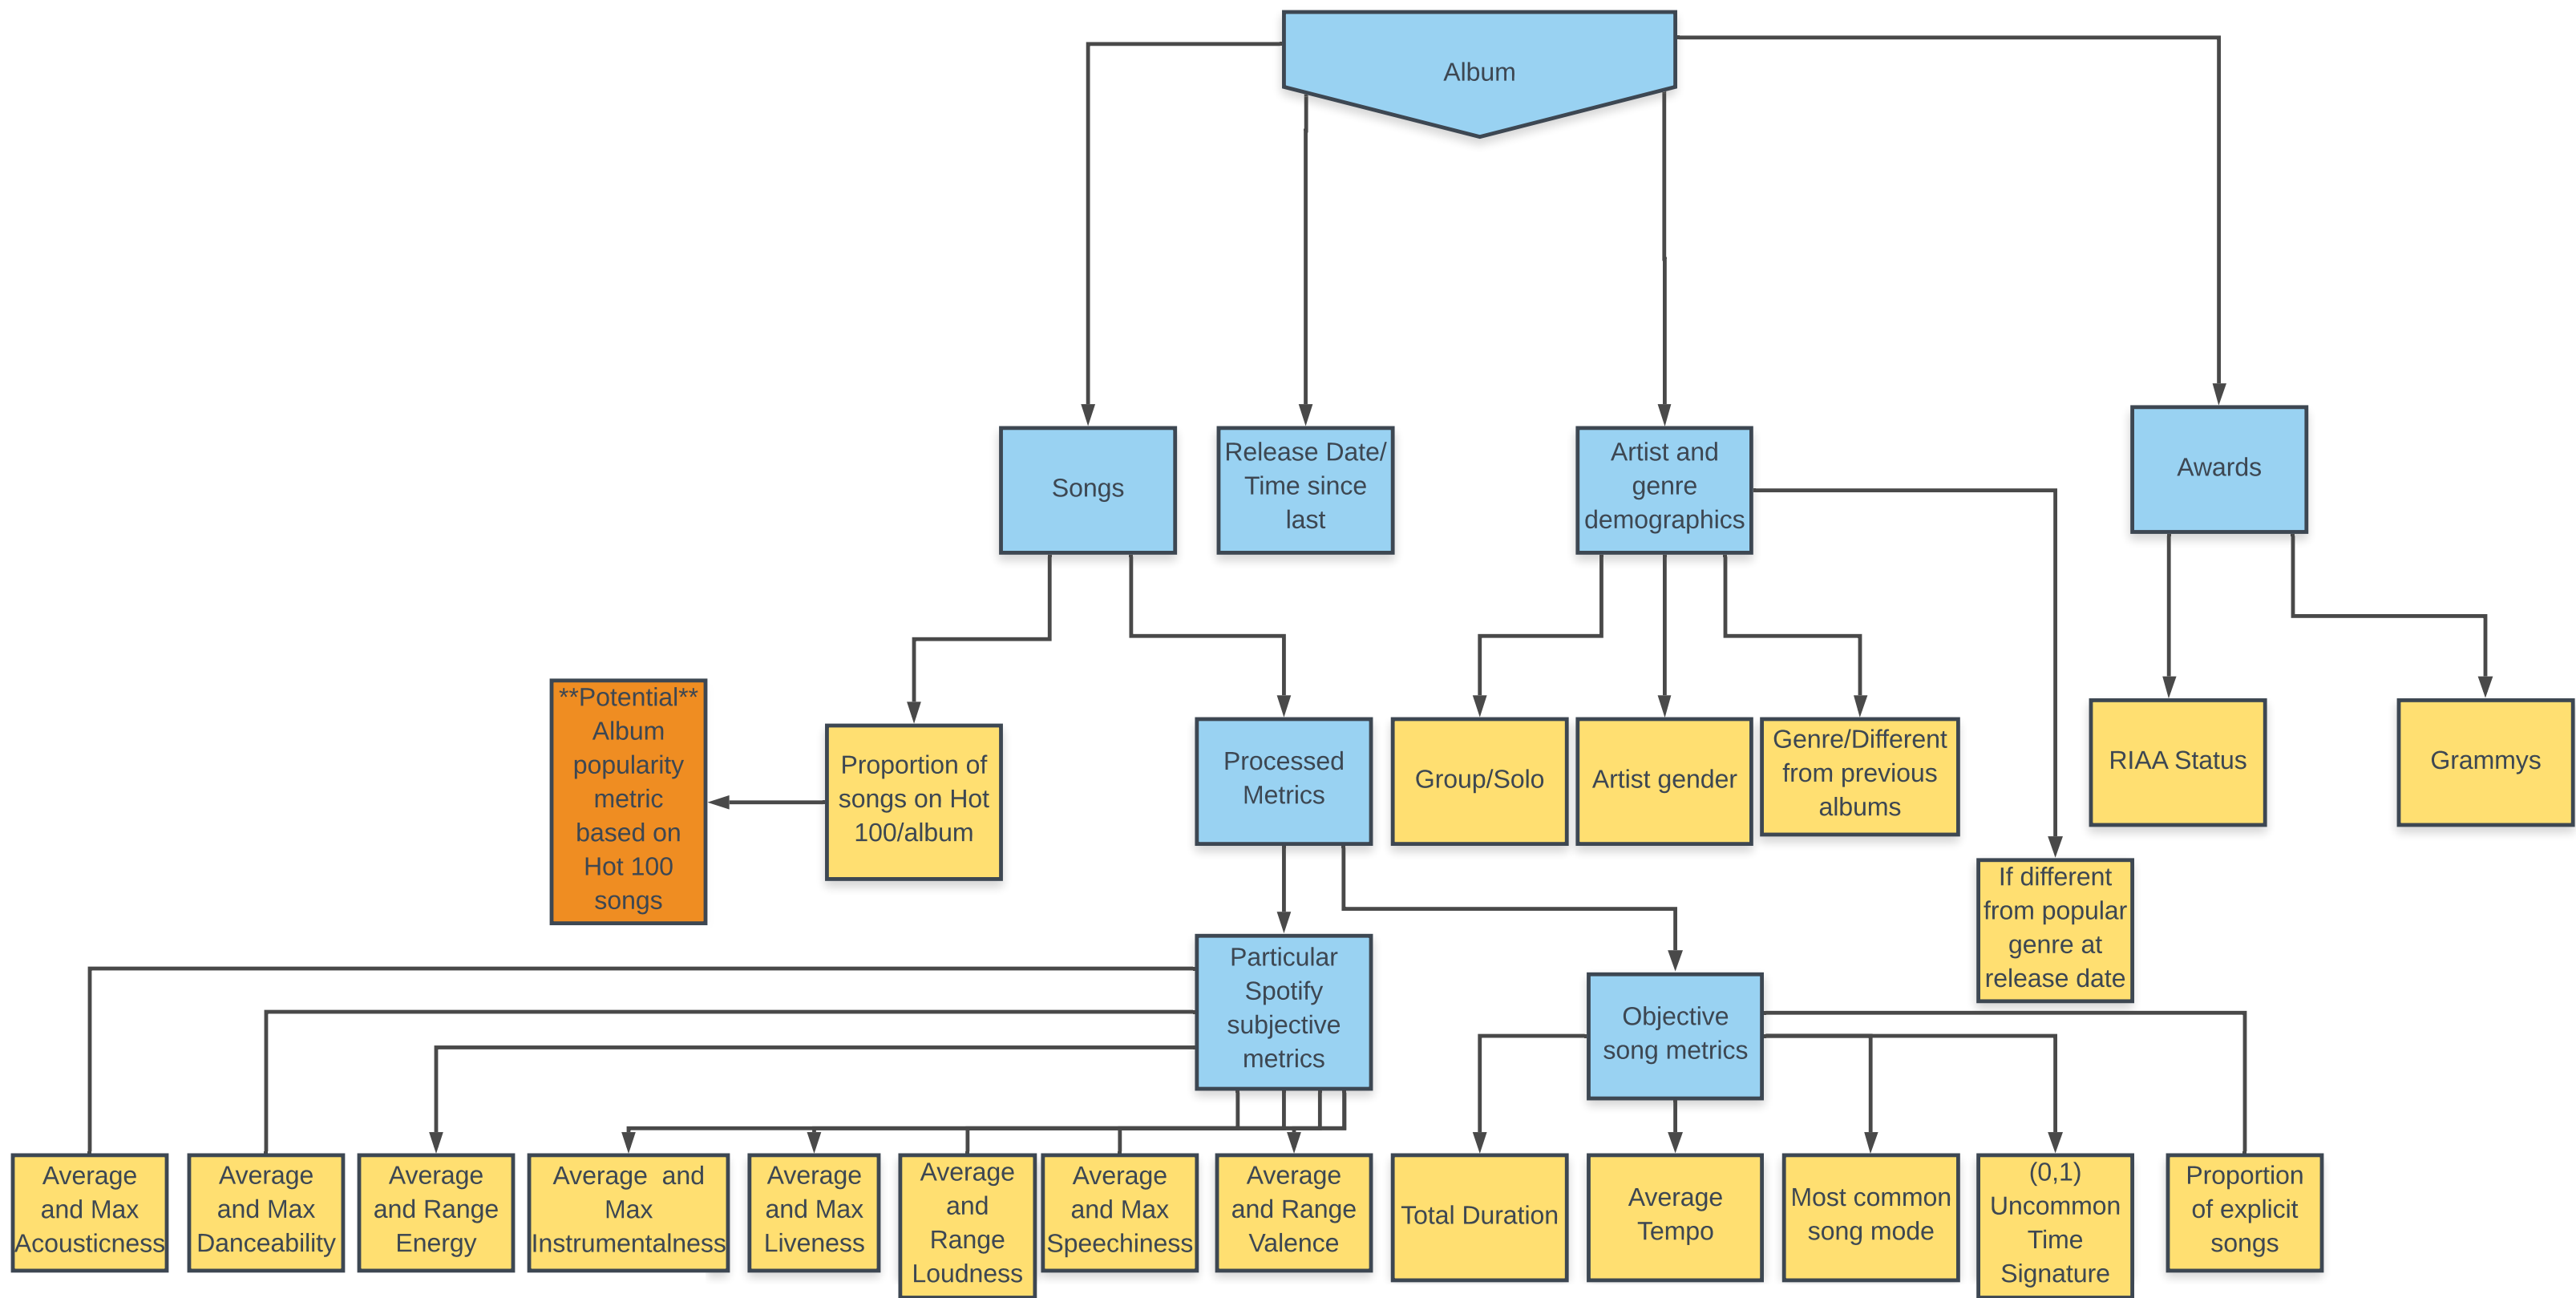 Album
Songs
Release Date/
Time since
last
Artist and
genre
demographics
Awards
**Potential**
Album
popularity
metric
based on
Hot 100
songs
Proportion of
songs on Hot
100/album
Processed
Metrics
Group/Solo
Artist gender
Genre/Different
from previous
albums
RIAA Status
Grammys
If different
from popular
genre at
release date
Particular
Spotify
subjective
metrics
Objective
song metrics
Average
and Max
Acousticness
Average
and Max
Danceability
Average
and Range
Energy
Average  and
Max
Instrumentalness
Average
and Max
Liveness
Average
and
Range
Loudness
Average
and Max
Speechiness
Average
and Range
Valence
Total Duration
Average
Tempo
Most common
song mode
(0,1)
Uncommon
Time
Signature
Proportion
of explicit
songs